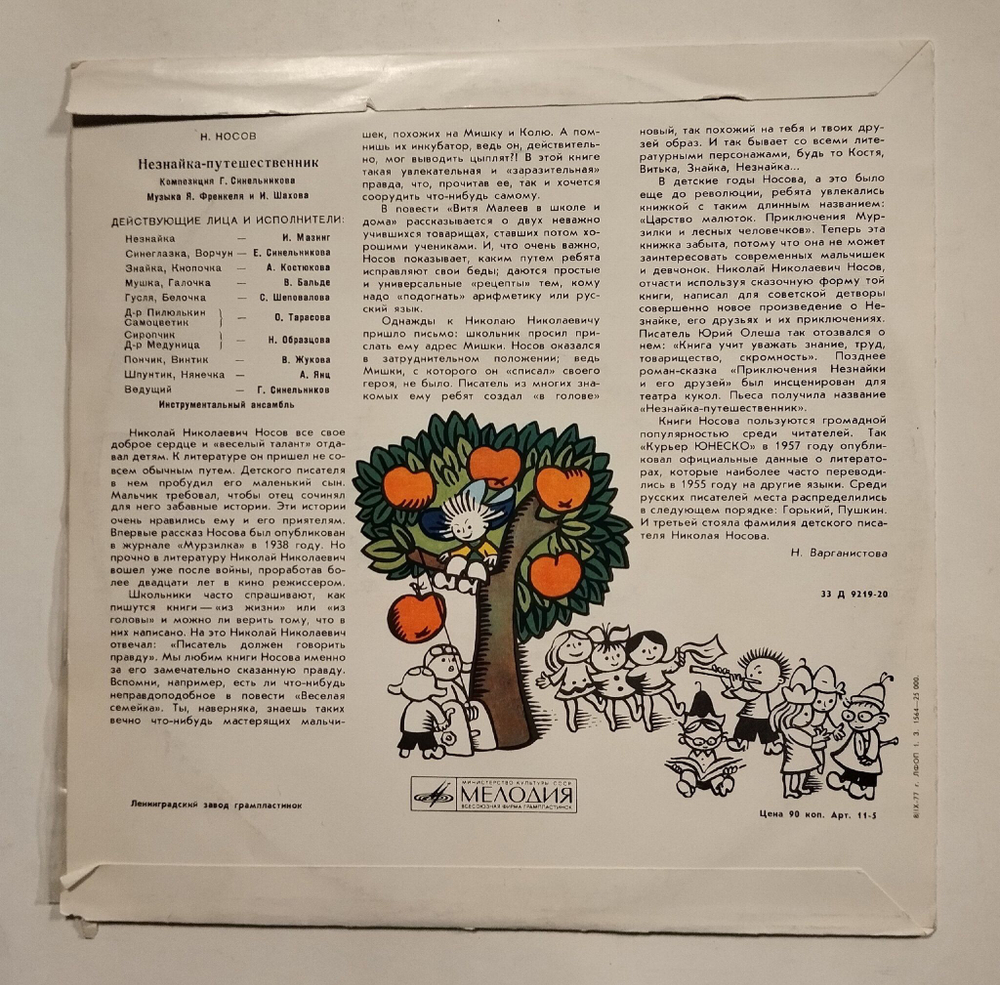 Н. НОСОВ
Незнайка-путешественник
Композиция Г. Синельникова
Музыка Я. Френкеля и И. Шахова
ДЕЙСТВУЮЩИЕ ЛИЦА И ИСПОЛНИТЕЛИ:
Незнайка — И. Мазинг
Синеглазка, Ворчун — Е. Синельникова
Знайка, Кнопочка — А. Костюкова
Мушка, Галочка — В. Бальде
Гусля, Белочка — С. Шеповалова
Д-р Пилюлькин
Самоцветик } — О. Тарасова
Сиропчик
Д-р Медуница } — Н. Образцова
Пончик, Винтик — В. Жукова
Шпунтик, Нянечка — А. Янц
Ведущий — Г. Синельников
Инструментальный ансамбль
Николай Николаевич Носов все свое
доброе сердце и «веселый талант» отда-
вал детям. К литературе он пришел не со-
всем обычным путем. Детского писателя
в нем пробудил его маленький сын.
Мальчик требовал, чтобы отец сочинял
для него забавные истории. Эти истории
очень нравились ему и его приятелям.
Впервые рассказ Носова был опубликован
в журнале «Мурзилка» в 1938 году. Но
прочно в литературу Николай Николаевич
вошел уже после войны, проработав бо-
лее двадцати лет в кино режиссером.
Школьники часто спрашивают, как
пишутся книги — «из жизни» или «из
головы» и можно ли верить тому, что в
них написано. На это Николай Николаевич
отвечал: «Писатель должен говорить
правду». Мы любим книги Носова именно
за его замечательно сказанную правду.
Вспомни, например, есть ли что-нибудь
неправдоподобное в повести «Веселая
семейка». Ты, наверняка, знаешь таких
вечно что-нибудь мастерящих мальчи-
шек, похожих на Мишку и Колю. А пом-
нишь их инкубатор, ведь он, действитель-
но, мог выводить цыплят?! В этой книге
такая увлекательная и «заразительная»
правда, что, прочитав ее, так и хочется
соорудить что-нибудь самому.
В повести «Витя Малеев в школе и
дома» рассказывается о двух неважно
учившихся товарищах, ставших потом хо-
рошими учениками. И, что очень важно,
Носов показывает, каким путем ребята
исправляют свои беды; даются простые
и универсальные «рецепты» тем, кому
надо «подогнать» арифметику или рус-
ский язык.
Однажды к Николаю Николаевичу
пришло письмо: школьник просил при-
слать ему адрес Мишки. Носов оказался
в затруднительном положении; ведь
Мишки, с которого он «списал» своего
героя, не было. Писатель из многих зна-
комых ему ребят создал «в голове»
новый, так похожий на тебя и твоих дру-
зей образ. И так бывает со всеми лите-
ратурными персонажами, будь то Костя,
Витька, Знайка, Незнайка...
В детские годы Носова, а это было
еще до революции, ребята увлекались
книжкой с таким длинным названием:
«Царство малюток. Приключения Мур-
зилки и лесных человечков». Теперь эта
книжка забыта, потому что она не может
заинтересовать современных мальчишек
и девчонок. Николай Николаевич Носов,
отчасти используя сказочную форму той
книги, написал для советской детворы
совершенно новое произведение о Не-
знайке, его друзьях и их приключениях.
Писатель Юрий Олеша так отозвался о
нем: «Книга учит уважать знание, труд,
товарищество, скромность». Позднее
роман-сказка «Приключения Незнайки
и его друзей» был инсценирован для
театра кукол. Пьеса получила название
«Незнайка-путешественник».
Книги Носова пользуются громадной
популярностью среди читателей. Так
«Курьер ЮНЕСКО» в 1957 году опубли-
ковал официальные данные о литерато-
рах, которые наиболее часто переводи-
лись в 1955 году на другие языки. Среди
русских писателей места распределились
в следующем порядке: Горький, Пушкин.
И третьей стояла фамилия детского писа-
теля Николая Носова.
Н. Варганистова
33 Д 9219-20
Ленинградский завод грампластинок
МИНИСТЕРСТВО КУЛЬТУРЫ СССР
МЕЛОДИЯ
ВСЕСОЮЗНАЯ ФИРМА ГРАМПЛАСТИНОК
Цена 90 коп. Арт. 11-5
ЛФОП 1. З. 1564—25 000.